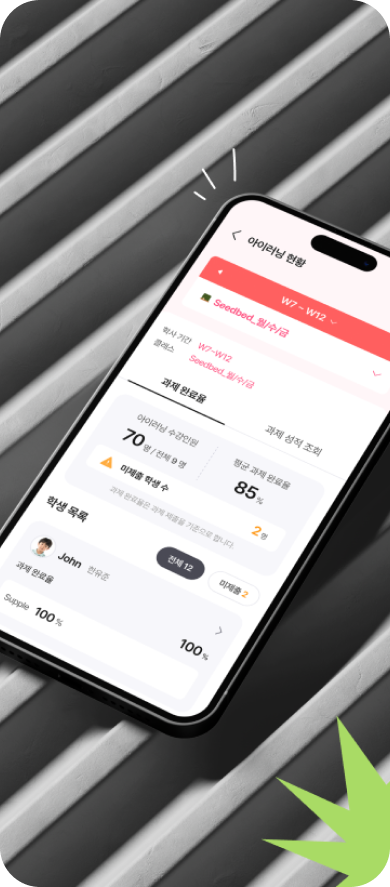 아이러닝 현황
W7 ~ W12
Seedbed_월/수/금
학사 기간 W7~W12
클래스 Seedbed_월/수/금
과제 완료율
과제 성적 조회
아이러닝 수강인원
70명 / 전체 9 명
평균 과제 완료율
85%
미제출 학생 수
2명
과제 완료율은 과제 제출을 기준으로 합니다.
학생 목록
전체 12
미제출 2
John 한유준
과제 완료율
100%
Supple 100%